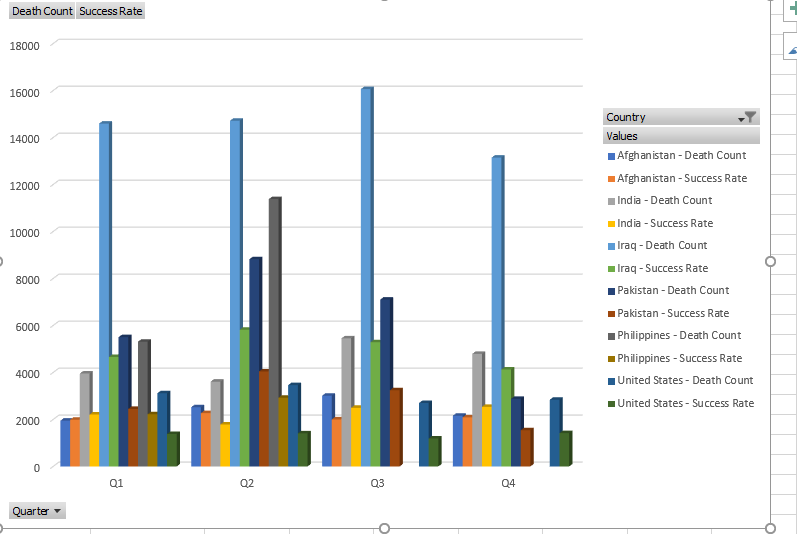 Death Count Success Rate
18000
16000
14000
12000
10000
8000
6000
4000
2000
0
Q1 Q2 Q3 Q4
Quarter
Country
Values
Afghanistan - Death Count
Afghanistan - Success Rate
India - Death Count
India - Success Rate
Iraq - Death Count
Iraq - Success Rate
Pakistan - Death Count
Pakistan - Success Rate
Philippines - Death Count
Philippines - Success Rate
United States - Death Count
United States - Success Rate